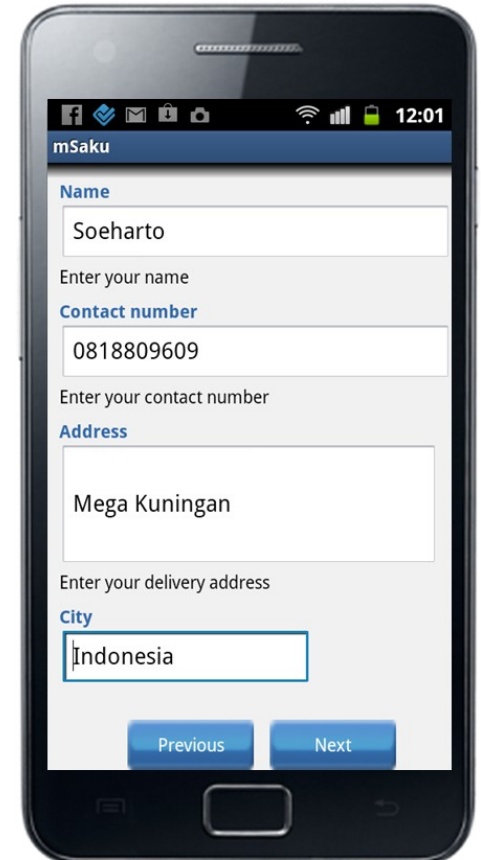 12:01
mSaku
Name
Soeharto
Enter your name
Contact number
0818809609
Enter your contact number
Address
Mega Kuningan
Enter your delivery address
City
Indonesia
Previous Next